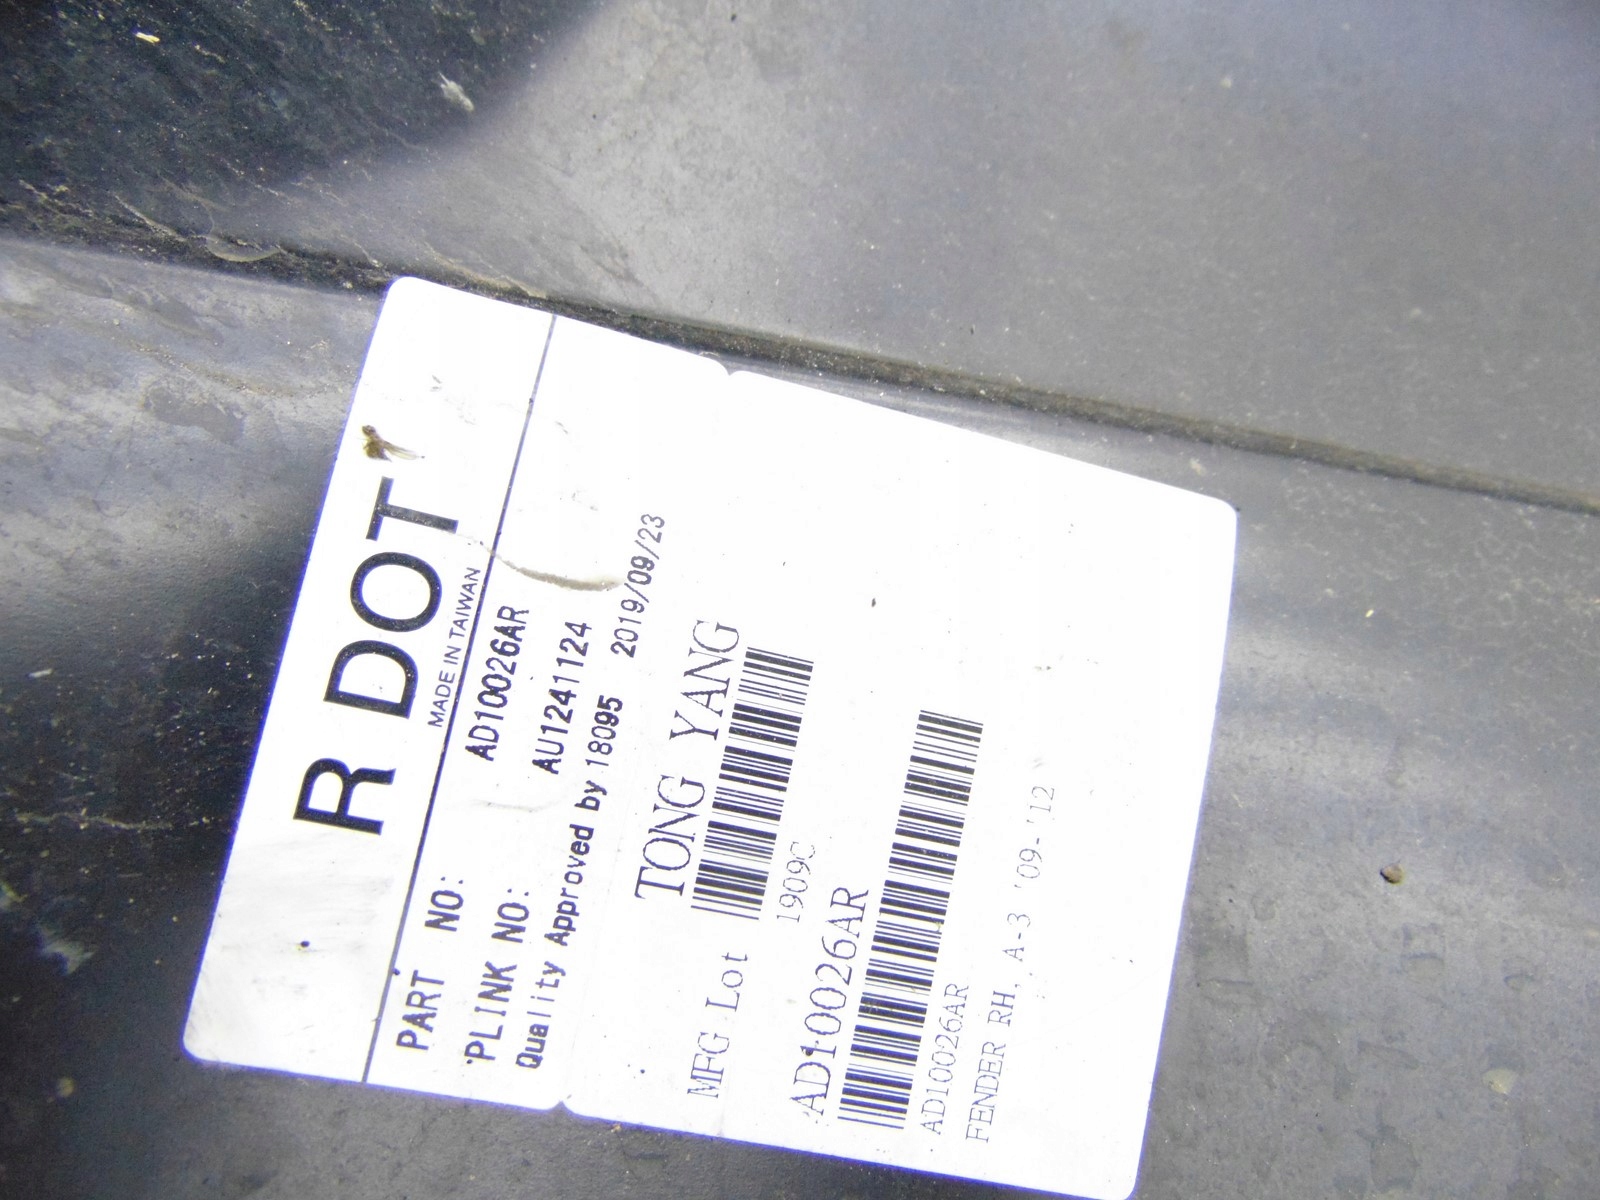 R DOT
MADE IN TAIWAN
PART NO: AD10026AR
PLINK NO: AU1241124
Quality Approved by 18095 2019/09/23
TONG YANG
MFG Lot
1909C
AD10026AR
AD10026AR
FENDER RH, A-3 '09-'12